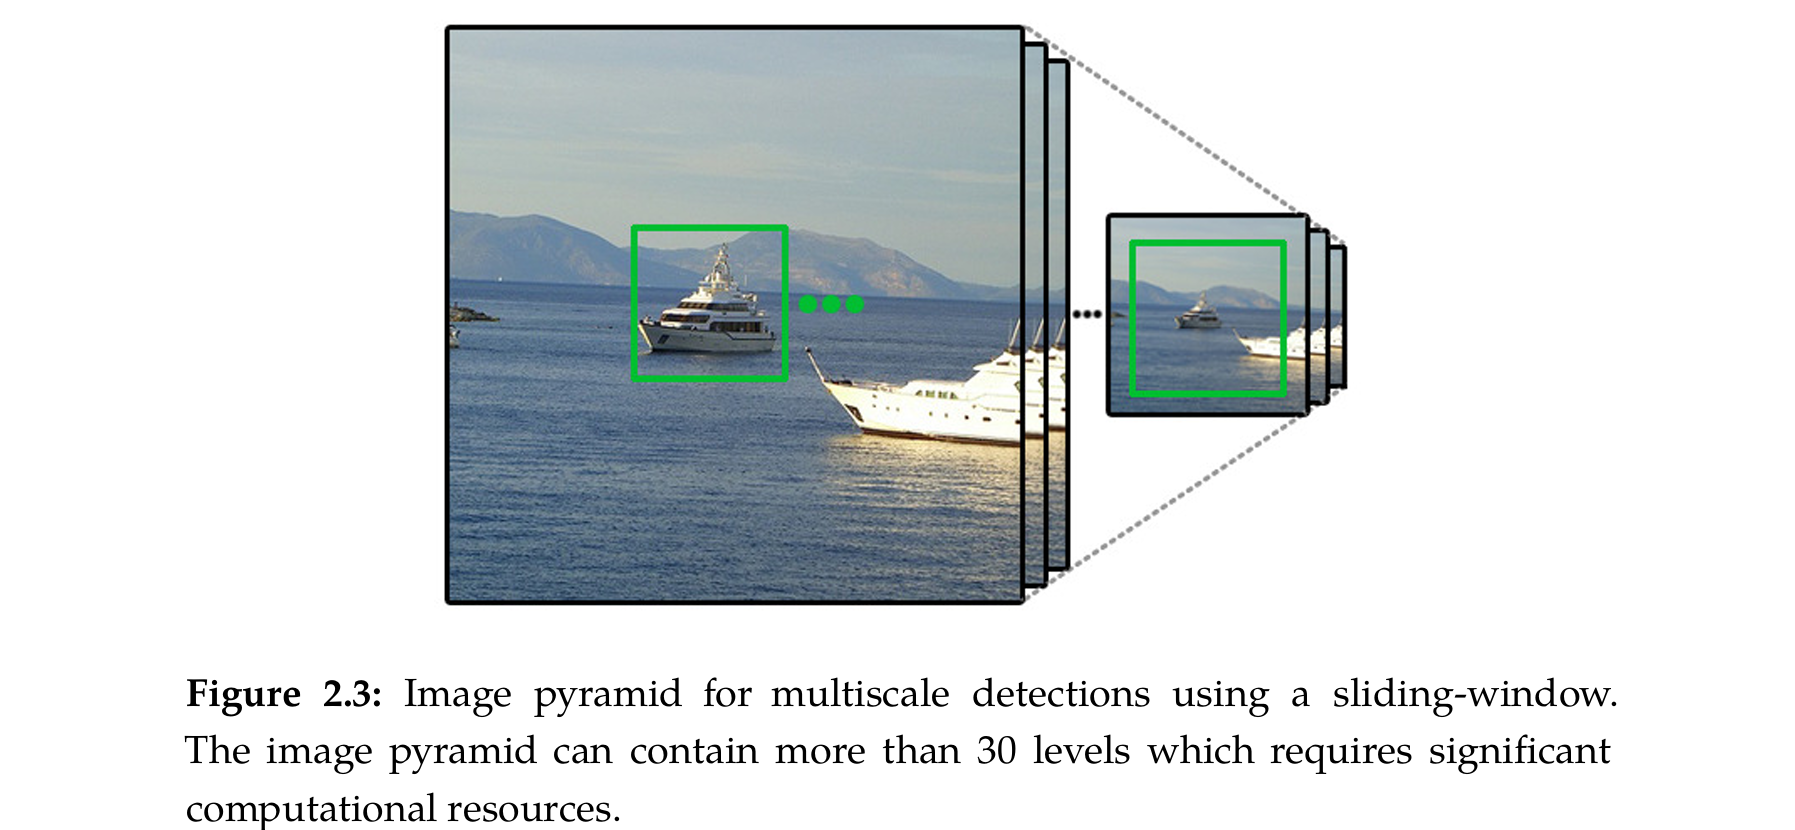 Figure 2.3: Image pyramid for multiscale detections using a sliding-window.
The image pyramid can contain more than 30 levels which requires significant
computational resources.